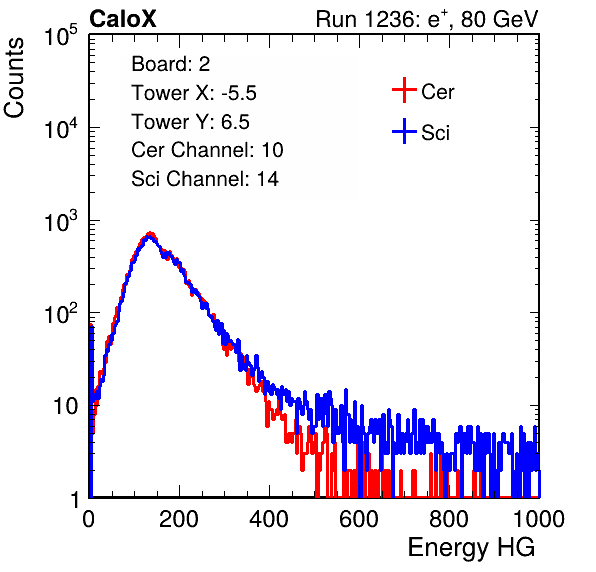 CaloX Run 1236: e⁺, 80 GeV
Counts
Board: 2
Tower X: -5.5
Tower Y: 6.5
Cer Channel: 10
Sci Channel: 14
Cer
Sci
10⁵
10⁴
10³
10²
10
1
0 200 400 600 800 1000
Energy HG